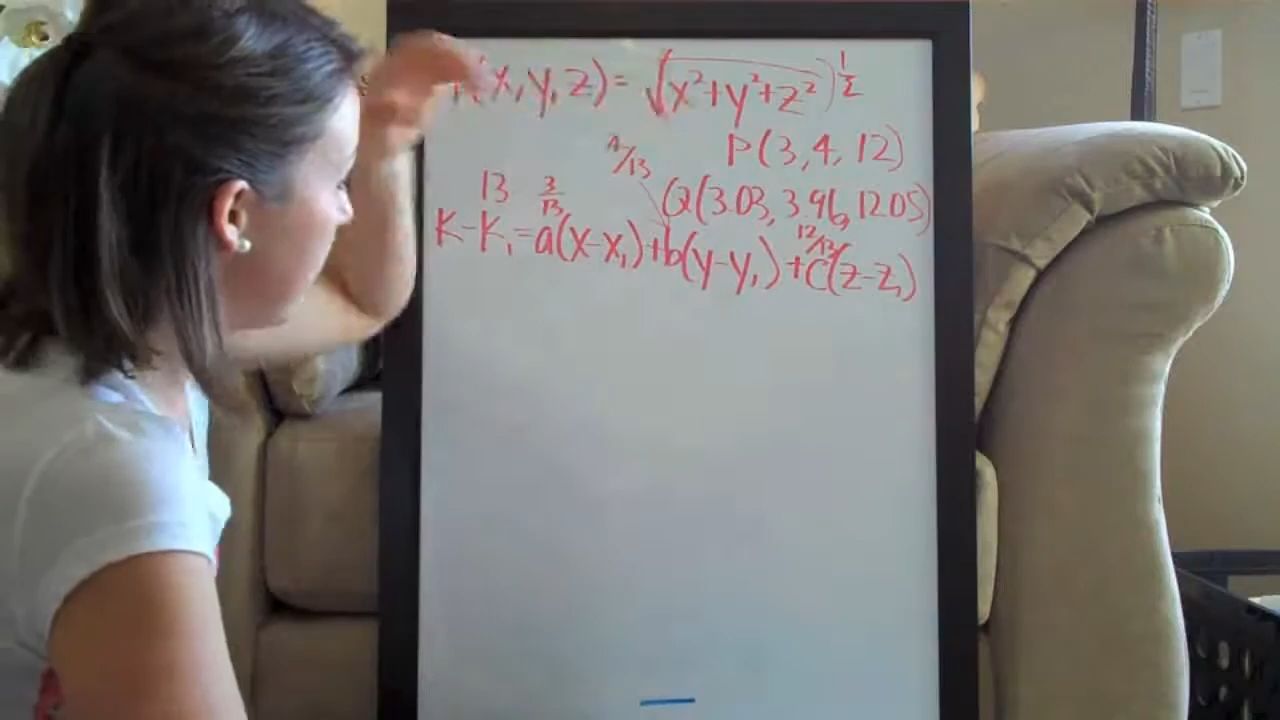 (x, y, z) = √(x²+y²+z²)^½
P(3, 4, 12)
4/13
Q(3.03, 3.96, 12.05)
13 3/13 12/13
K-K₁=a(x-x₁)+b(y-y₁)+c(z-z₁)